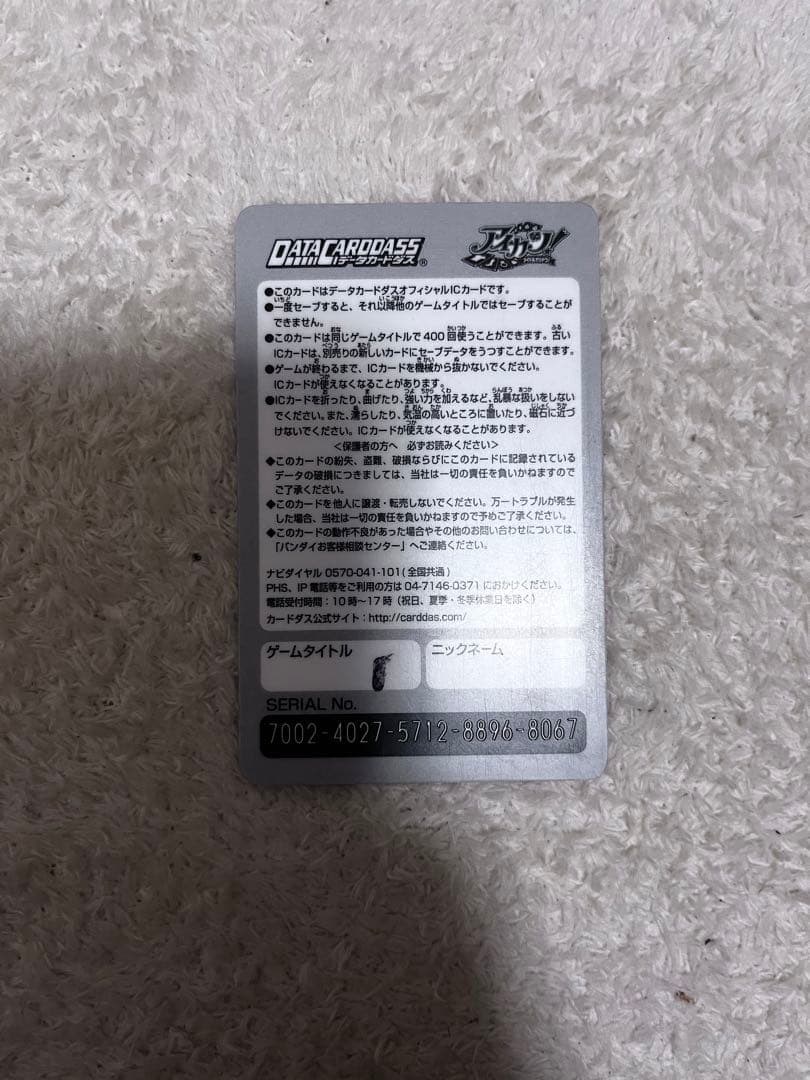 DATACARDDASS
データカードダス®
アイカツ!
●このカードはデータカードダスオフィシャルICカードです。
●一度セーブすると、それ以降他のゲームタイトルではセーブすることが
できません。
●このカードは同じゲームタイトルで400回使うことができます。古い
ICカードは、別売りの新しいカードにセーブデータをうつすことができます。
●ゲームが終わるまで、ICカードを機械から抜かないでください。
ICカードが使えなくなることがあります。
●ICカードを折ったり、曲げたり、強い力を加えるなど、乱暴な扱いをしない
でください。また、濡らしたり、気温の高いところに置いたり、磁石に近づ
けないでください。ICカードが使えなくなることがあります。
<保護者の方へ 必ずお読みください>
◆このカードの紛失、盗難、破損ならびにこのカードに記録されている
データの破損につきましては、当社は一切の責任を負いかねますので
ご了承ください。
◆このカードを他人に譲渡・転売しないでください。万一トラブルが発生
した場合、当社は一切の責任を負いかねますので予めご了承ください。
◆このカードの動作不良があった場合やその他のお問い合わせについては、
「バンダイお客様相談センター」へご連絡ください。
ナビダイヤル 0570-041-101(全国共通)
PHS、IP電話等をご利用の方は 04-7146-0371 におかけください。
電話受付時間:10時~17時(祝日、夏季・冬季休業日を除く)
カードダス公式サイト:http://carddas.com/
ゲームタイトル
ニックネーム
SERIAL No.
7002-4027-5712-8896-8067